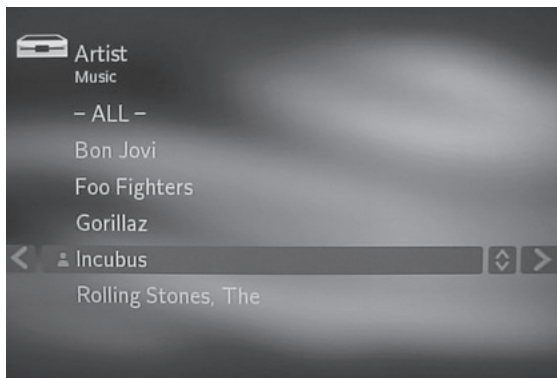 Artist
Music
– ALL –
Bon Jovi
Foo Fighters
Gorillaz
Incubus
Rolling Stones, The